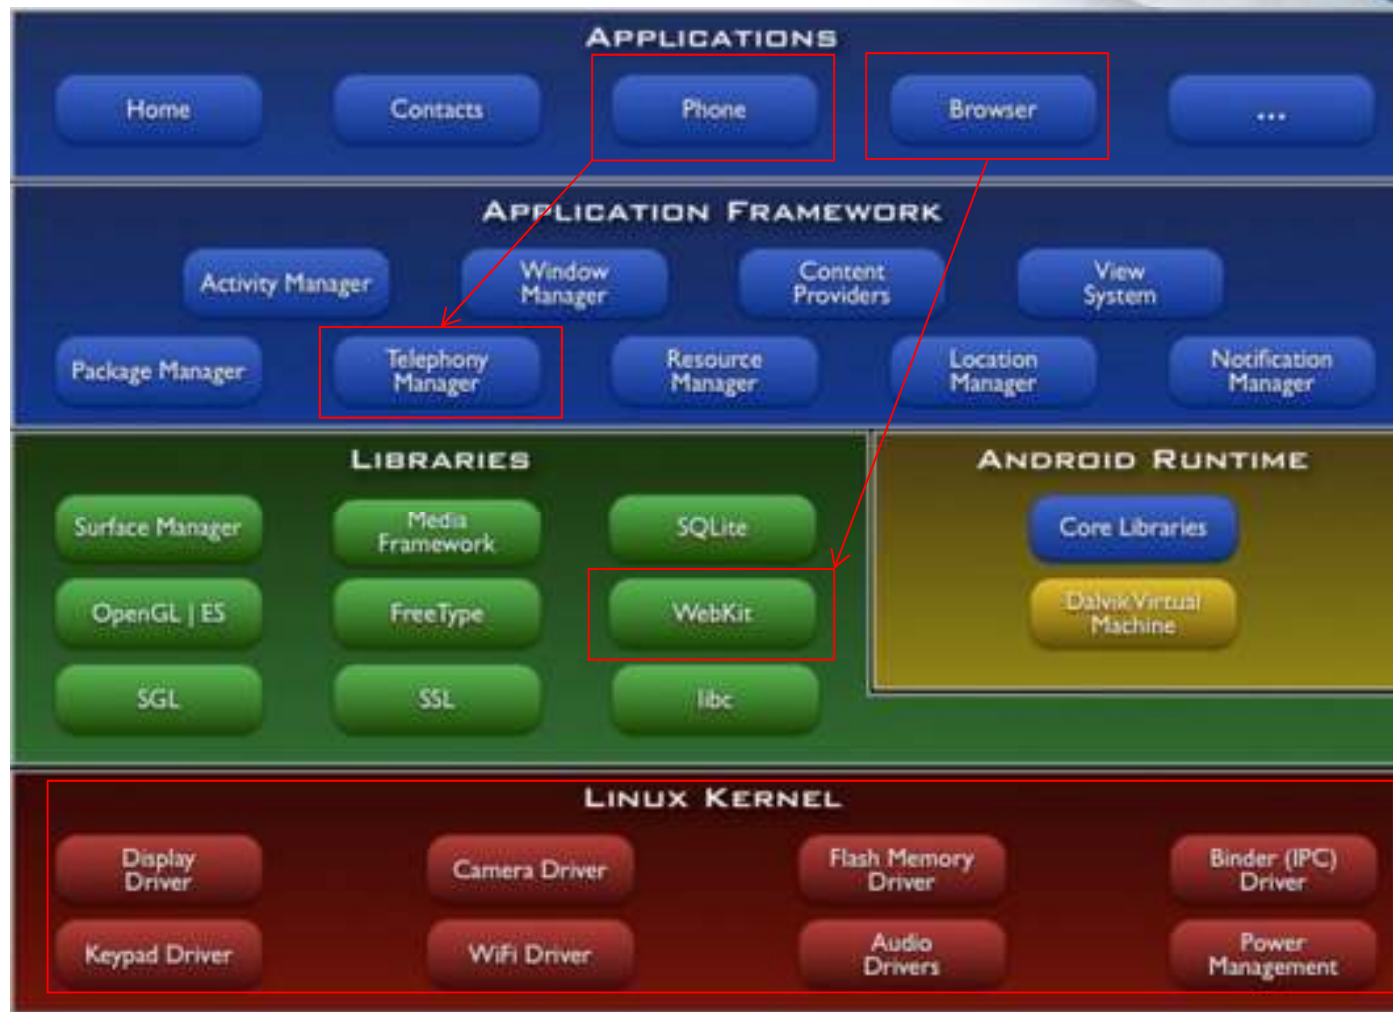 APPLICATIONS
Home
Contacts
Phone
Browser
...
APPLICATION FRAMEWORK
Activity Manager
Window
Manager
Content
Providers
View
System
Package Manager
Telephony
Manager
Resource
Manager
Location
Manager
Notification
Manager
LIBRARIES
Surface Manager
Media
Framework
SQLite
OpenGL | ES
FreeType
WebKit
SGL
SSL
libc
ANDROID RUNTIME
Core Libraries
Dalvik Virtual
Machine
LINUX KERNEL
Display
Driver
Camera Driver
Flash Memory
Driver
Binder (IPC)
Driver
Keypad Driver
WiFi Driver
Audio
Drivers
Power
Management